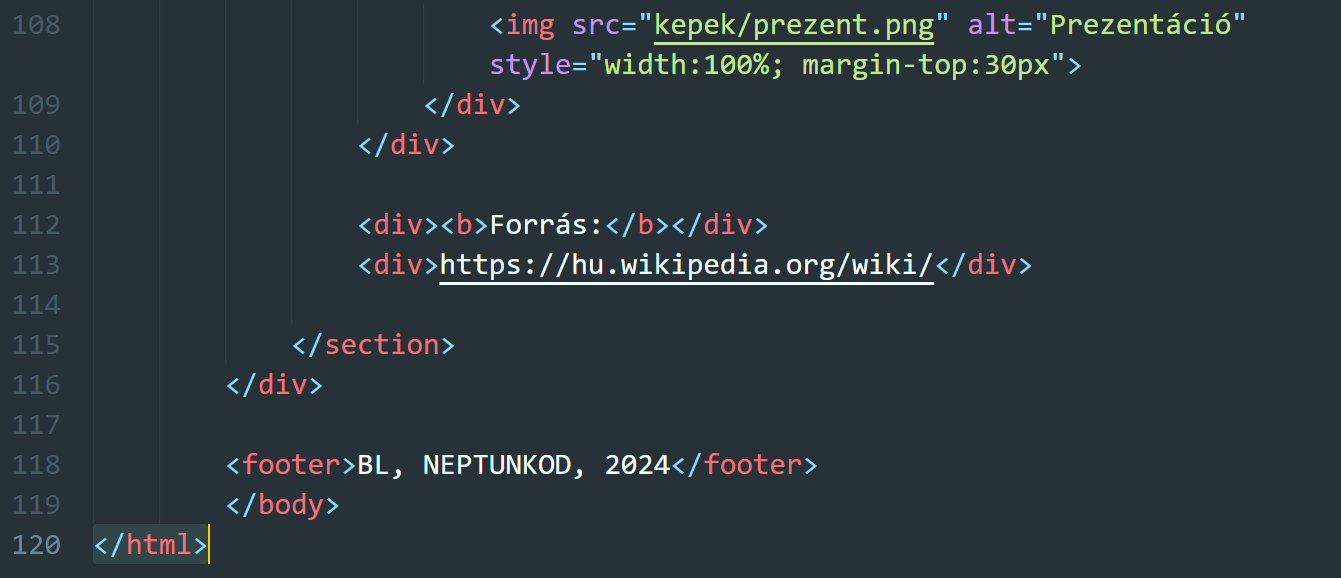 108 <img src="kepek/prezent.png" alt="Prezentáció"
style="width:100%; margin-top:30px">
109 </div>
110 </div>
111
112 <div><b>Forrás:</b></div>
113 <div>https://hu.wikipedia.org/wiki/</div>
114
115 </section>
116 </div>
117
118 <footer>BL, NEPTUNKOD, 2024</footer>
119 </body>
120 </html>